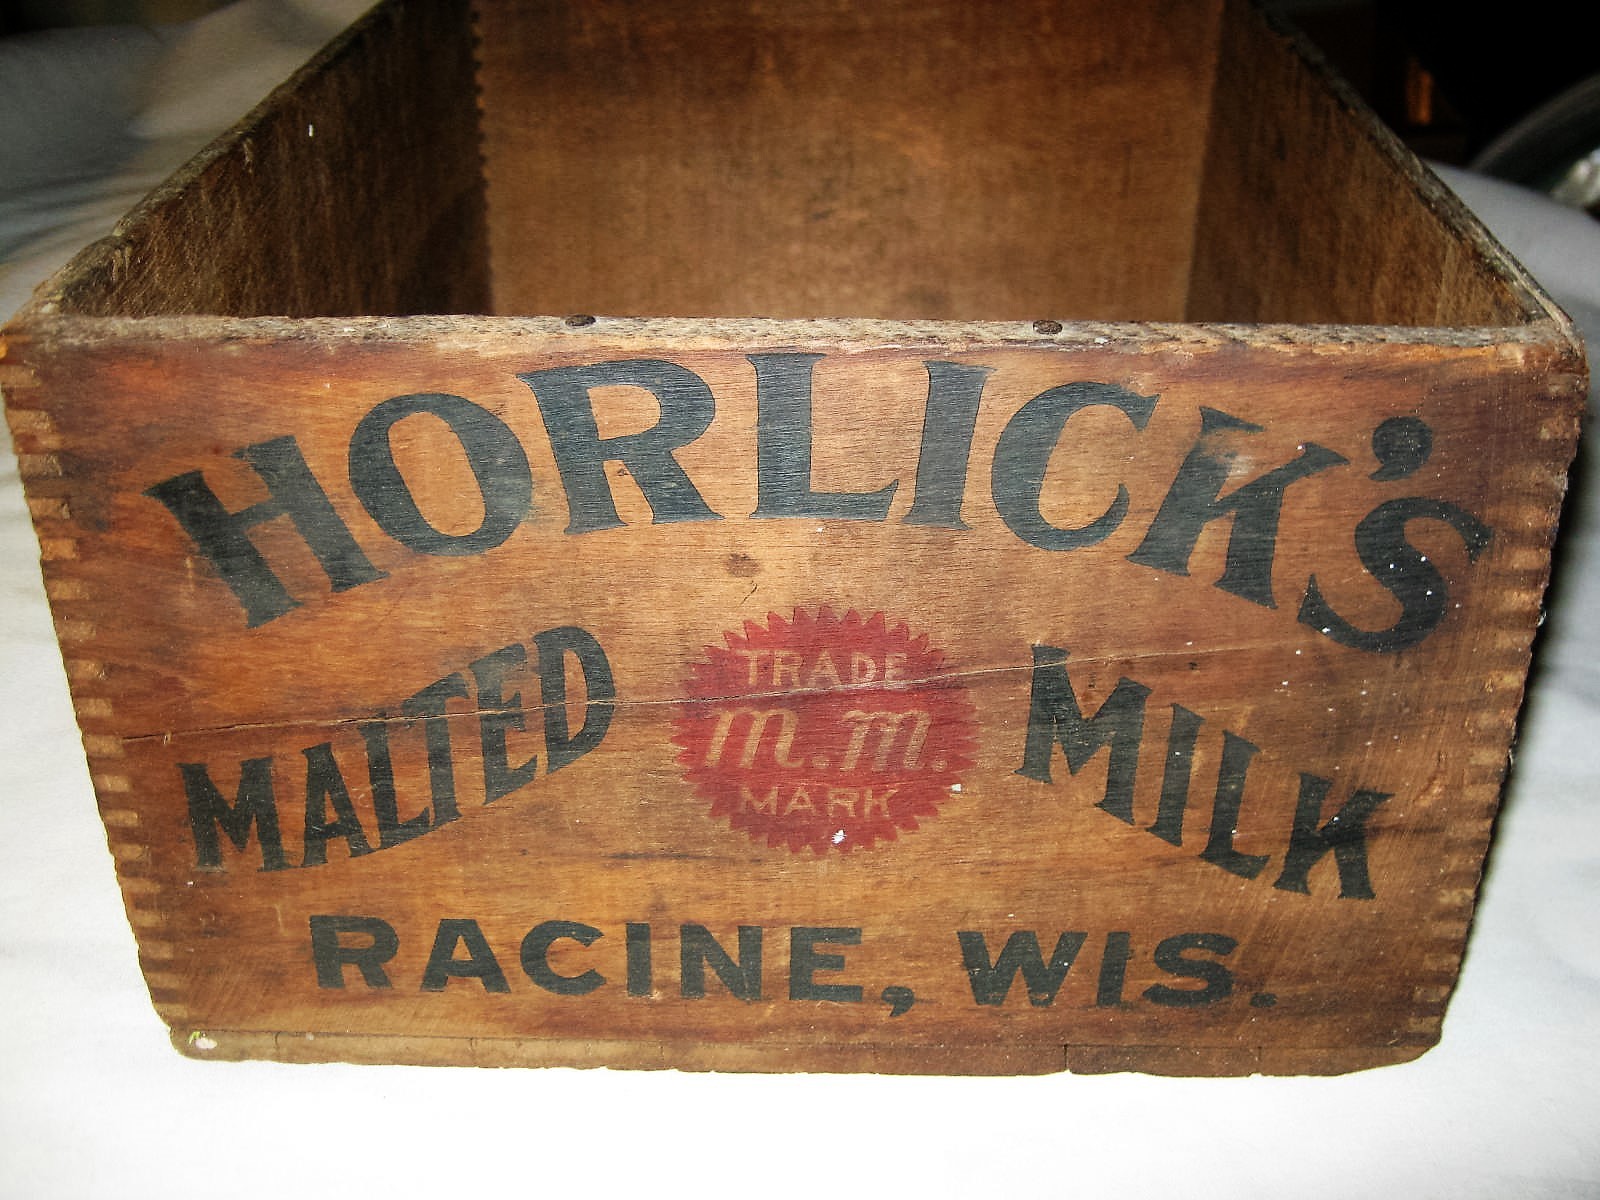 HORLICK'S
MALTED MILK
TRADE
M.M.
MARK
RACINE, WIS.